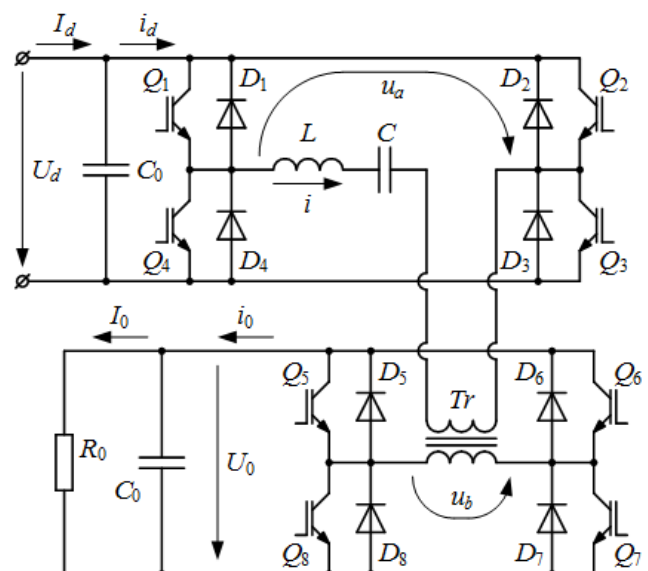 I_d i_d
Q_1 D_1 u_a D_2 Q_2
L C
U_d C_0
i
Q_4 D_4 D_3 Q_3
I_0 i_0
Q_5 D_5 Tr D_6 Q_6
R_0 C_0 U_0
u_b
Q_8 D_8 D_7 Q_7